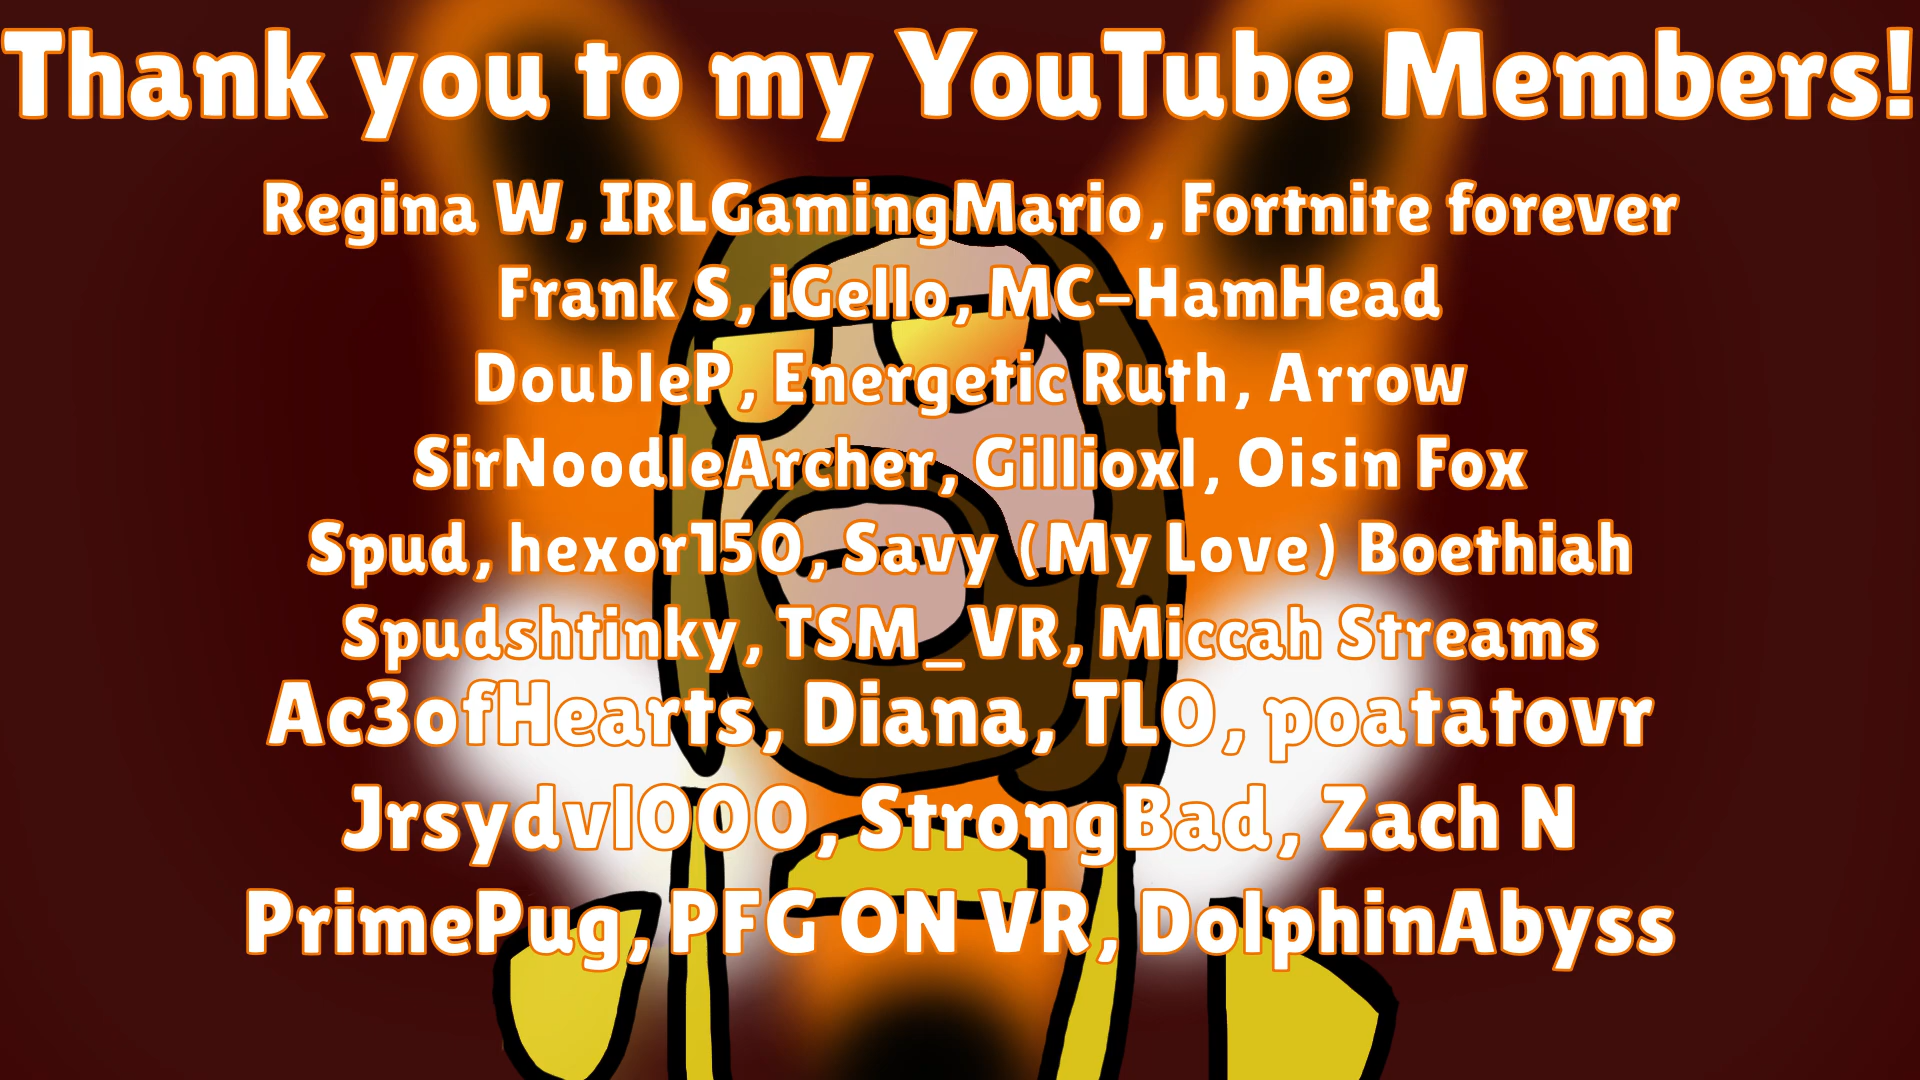 Thank you to my YouTube Members!
Regina W, IRLGamingMario, Fortnite forever
Frank S, iGello, MC-HamHead
DoubleP, Energetic Ruth, Arrow
SirNoodleArcher, Gillioxl, Oisin Fox
Spud, hexor150, Savy (My Love) Boethiah
Spudshtinky, TSM_VR, Miccah Streams
Ac3ofHearts, Diana, TLO, poatatovr
Jrsydvl000, StrongBad, Zach N
PrimePug, PFG ON VR, DolphinAbyss